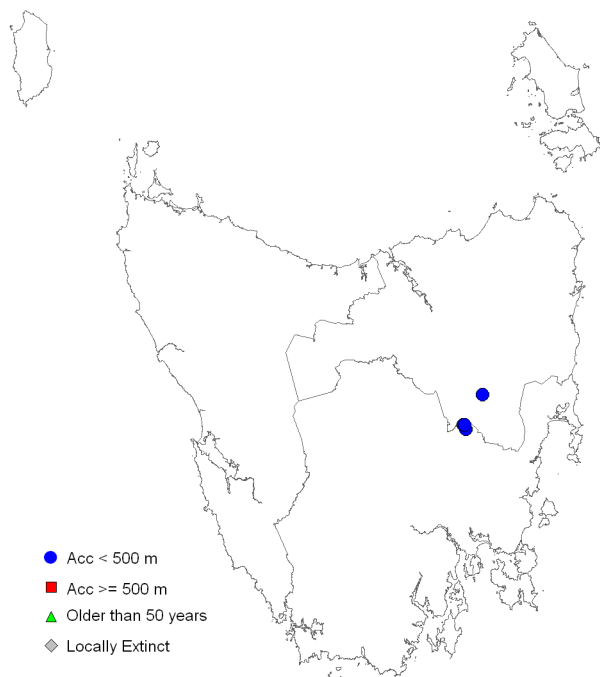 Acc < 500 m
Acc >= 500 m
Older than 50 years
Locally Extinct